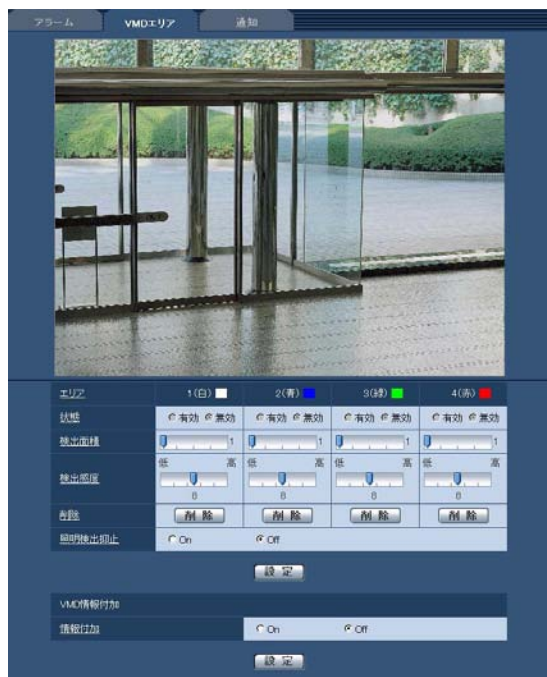 アラーム VMDエリア 通知
エリア 1(白) 2(青) 3(緑) 4(赤)
状態 有効 無効 有効 無効 有効 無効 有効 無効
検出面積 1 1 1 1
低 高 低 高 低 高 低 高
検出感度
8 8 8 8
削除 削除 削除 削除 削除
照明検出抑止 On Off
設定
VMD情報付加
情報付加 On Off
設定